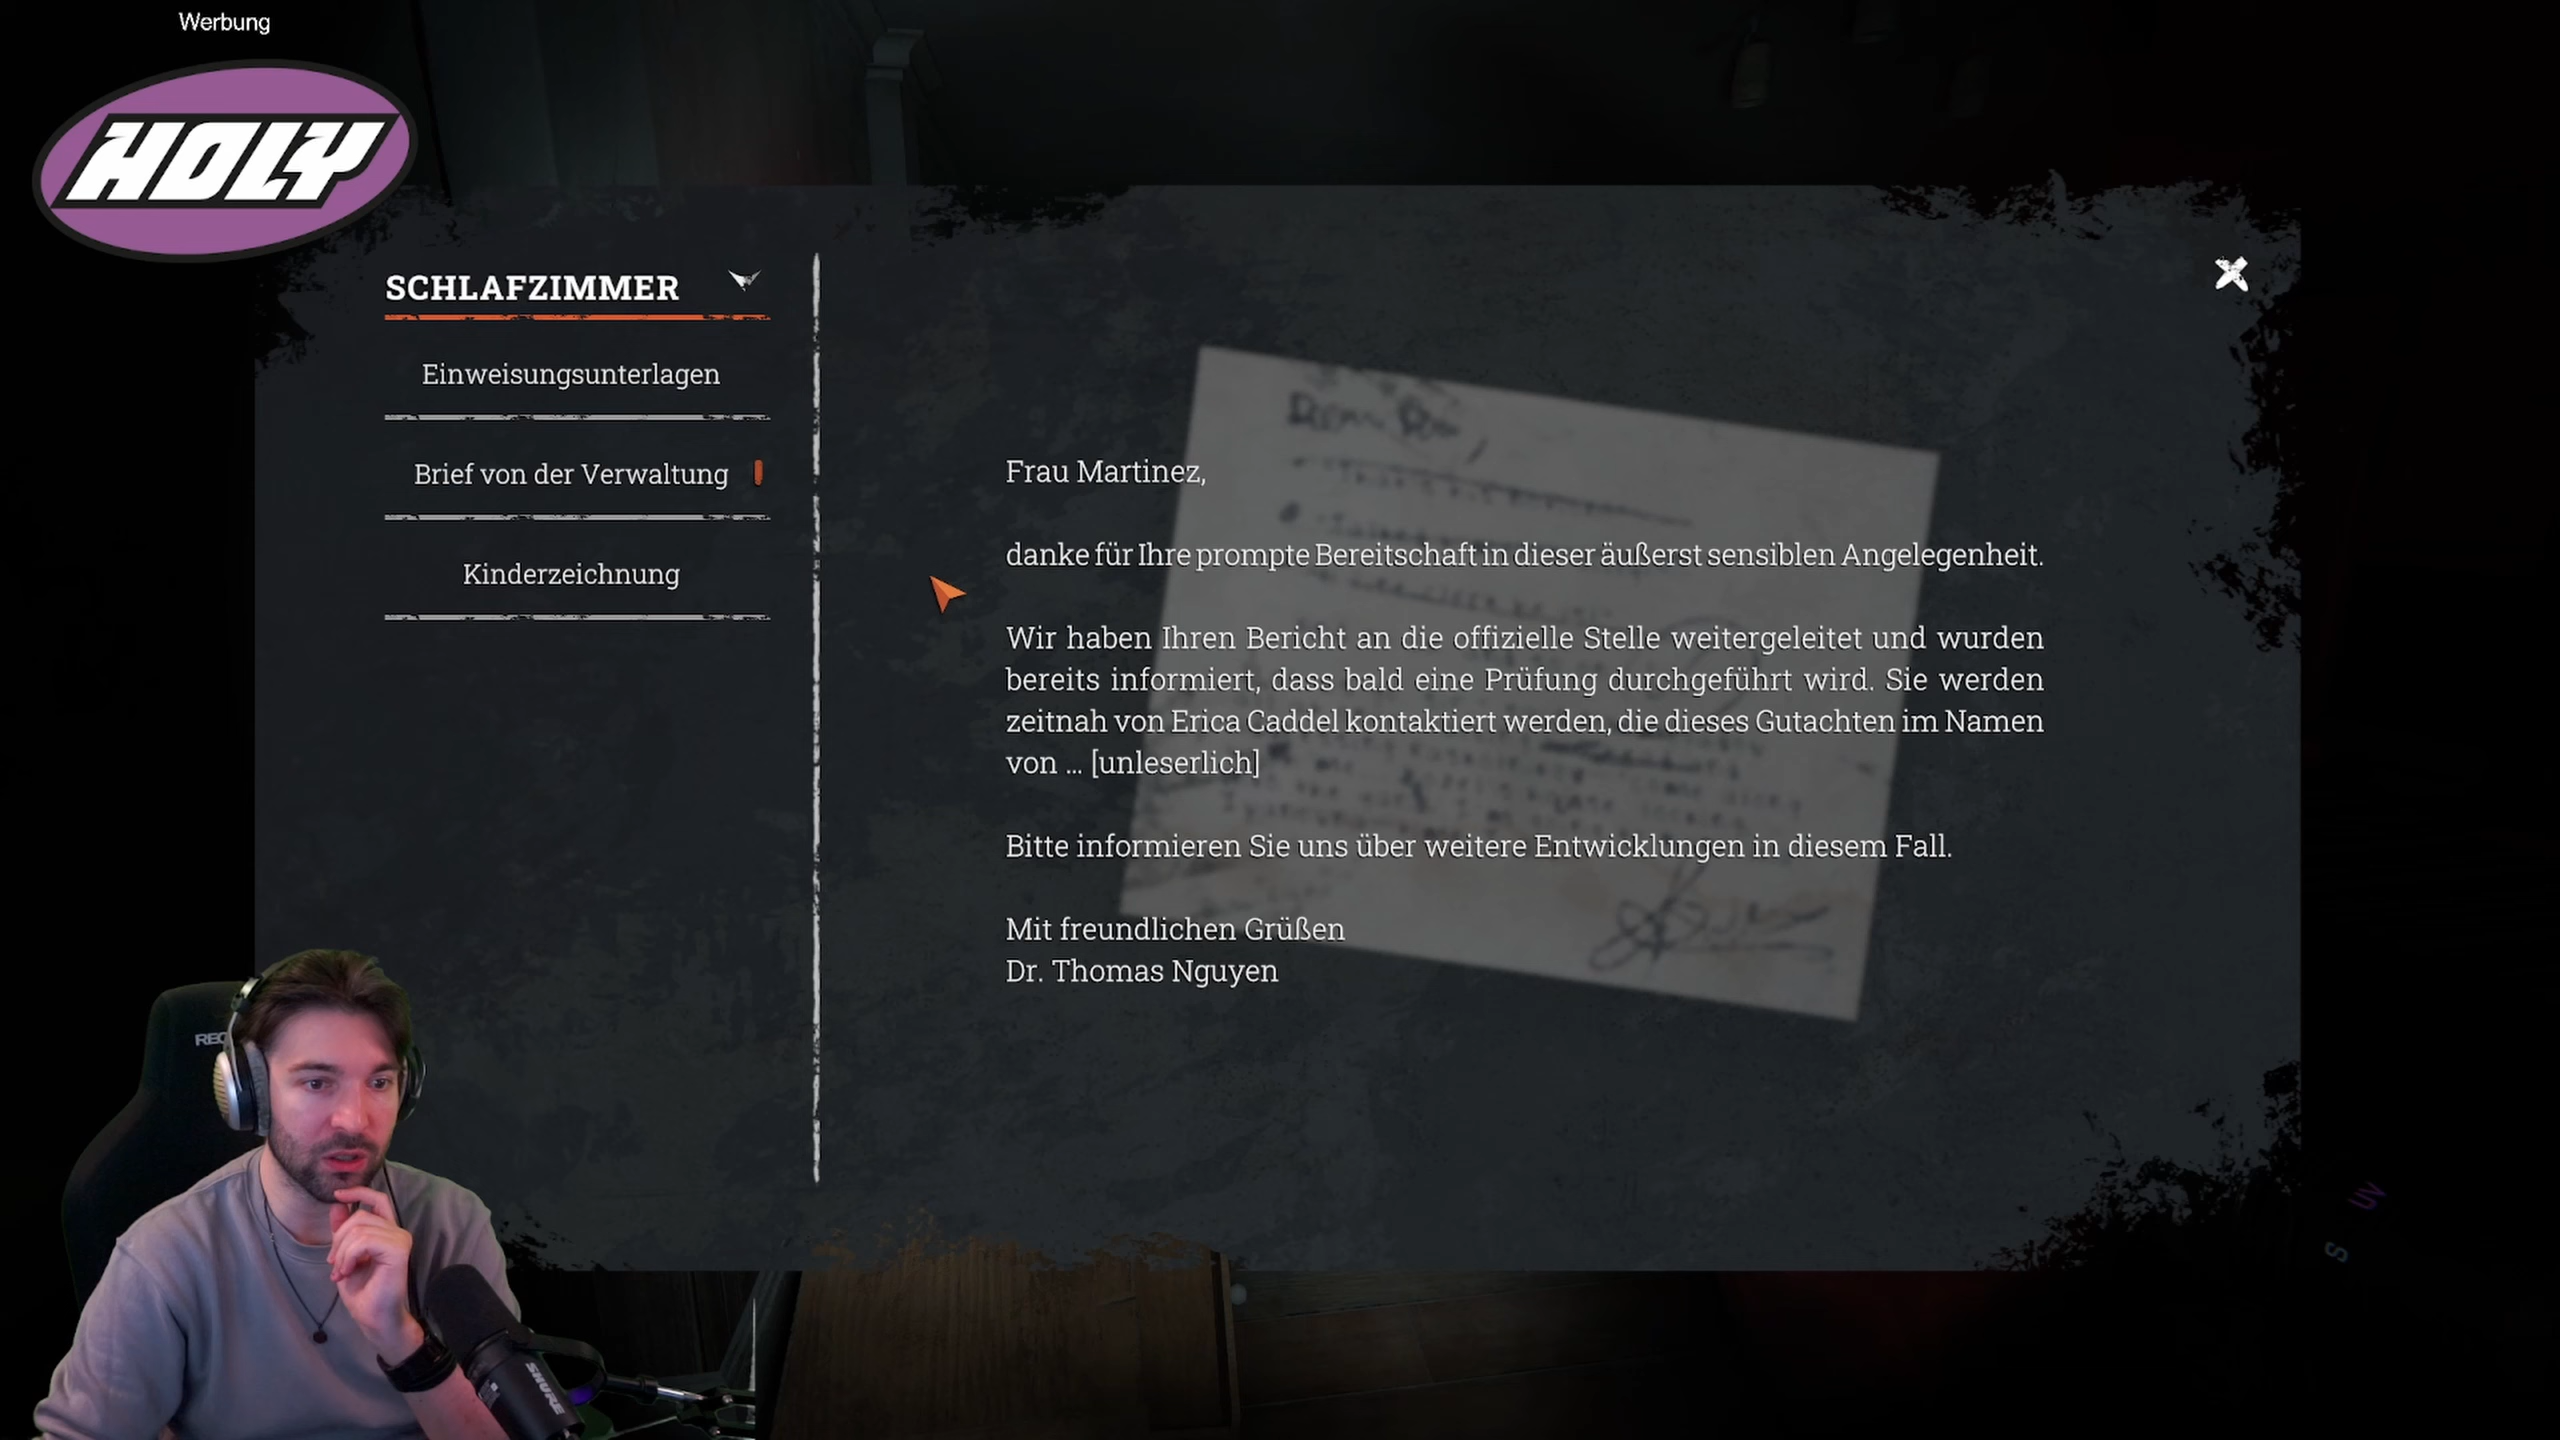 Werbung
HOLY
SCHLAFZIMMER
Einweisungsunterlagen
Brief von der Verwaltung
Kinderzeichnung
Frau Martinez,
danke für Ihre prompte Bereitschaft in dieser äußerst sensiblen Angelegenheit.
Wir haben Ihren Bericht an die offizielle Stelle weitergeleitet und wurden
bereits informiert, dass bald eine Prüfung durchgeführt wird. Sie werden
zeitnah von Erica Caddel kontaktiert werden, die dieses Gutachten im Namen
von ... [unleserlich]
Bitte informieren Sie uns über weitere Entwicklungen in diesem Fall.
Mit freundlichen Grüßen
Dr. Thomas Nguyen
REC
SHURE
UV
S